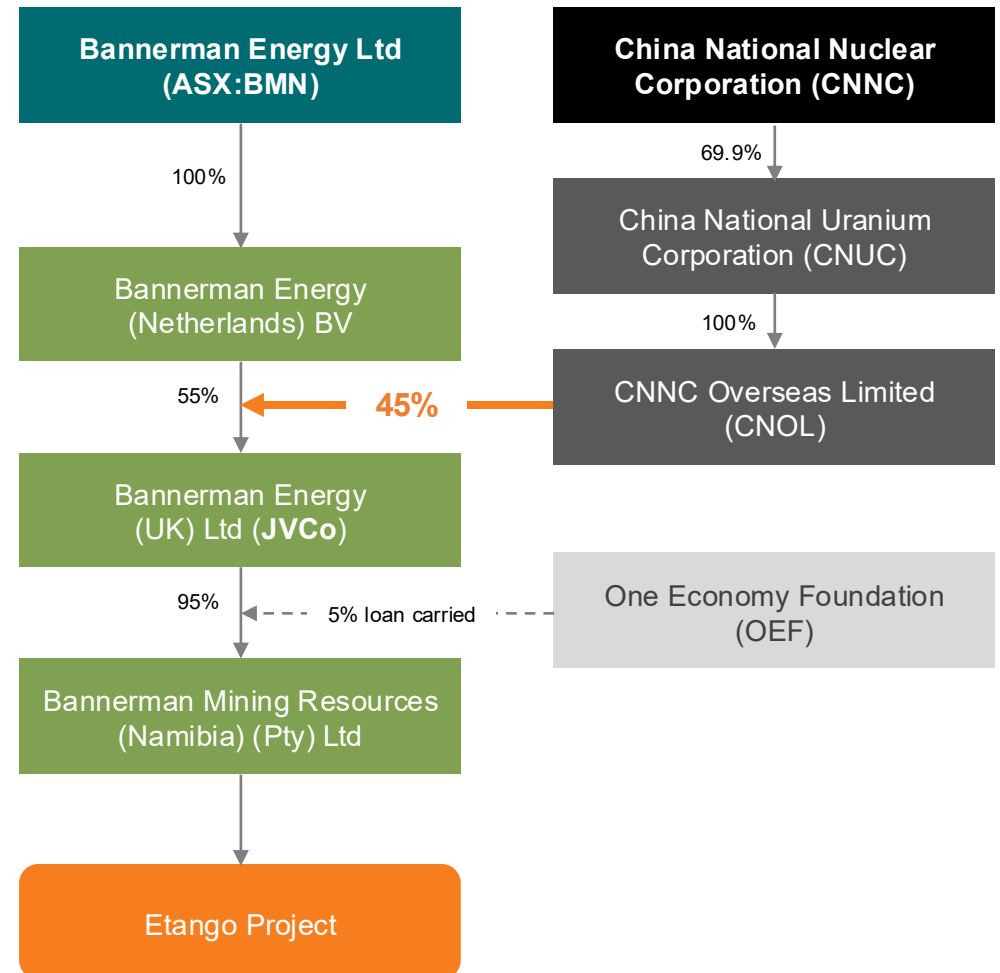 Bannerman Energy Ltd
(ASX:BMN)
China National Nuclear
Corporation (CNNC)
100%
69.9%
China National Uranium
Corporation (CNUC)
Bannerman Energy
(Netherlands) BV
100%
55%
45%
CNNC Overseas Limited
(CNOL)
Bannerman Energy
(UK) Ltd (JVCo)
95%
5% loan carried
One Economy Foundation
(OEF)
Bannerman Mining Resources
(Namibia) (Pty) Ltd
Etango Project